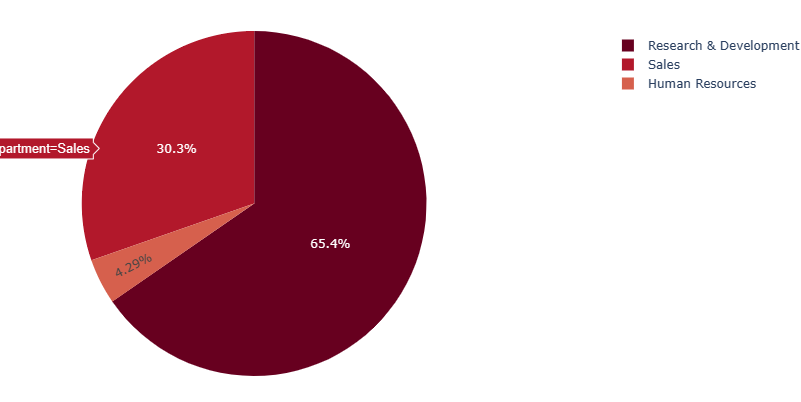 Research & Development
Sales
Human Resources
partment=Sales
30.3%
65.4%
4.29%